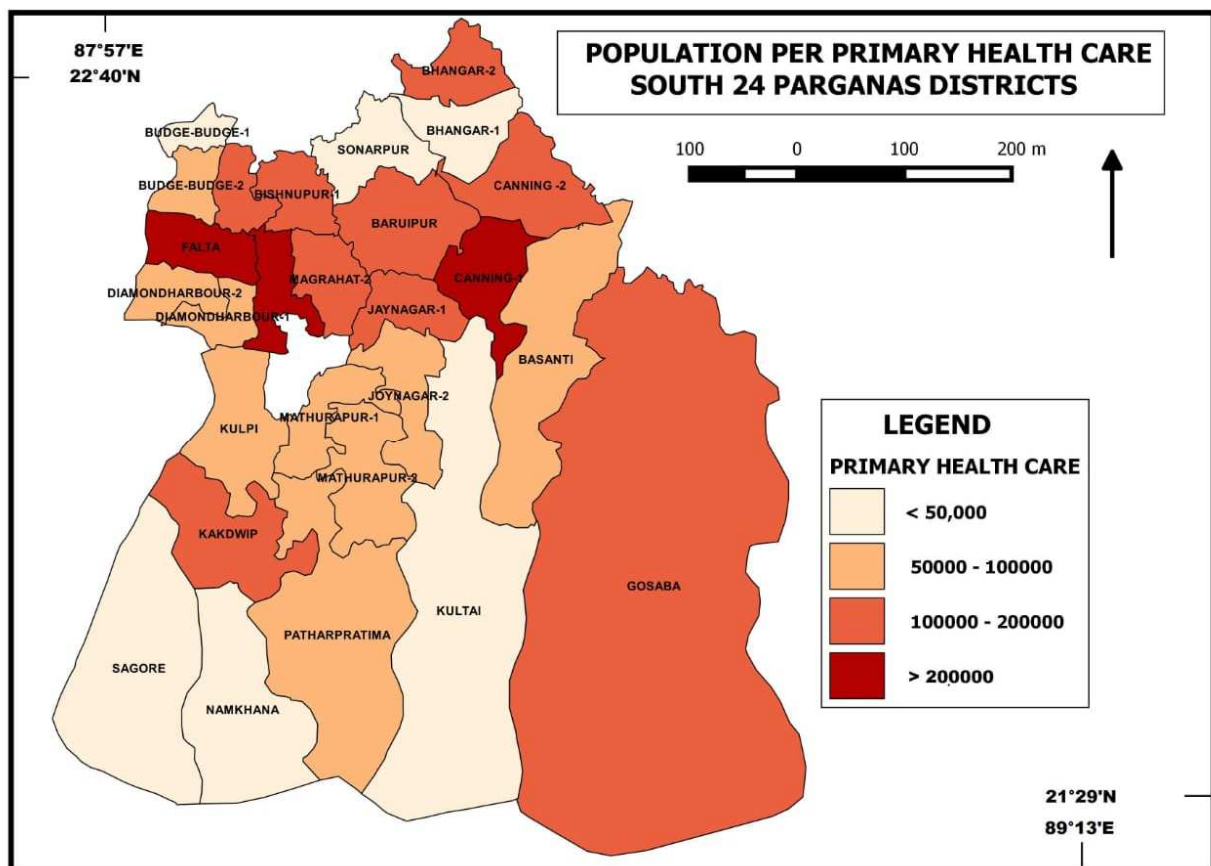 87°57'E
22°40'N
POPULATION PER PRIMARY HEALTH CARE
SOUTH 24 PARGANAS DISTRICTS
100 0 100 200 m
BHANGAR-2
BUDGE-BUDGE-1
BHANGAR-1
SONARPUR
BUDGE-BUDGE-2
BISHNUPUR-1
CANNING -2
BARUIPUR
FALTA
MAGRAHAT-2
CANNING-1
DIAMONDHARBOUR-2
DIAMONDHARBOUR-1
JAYNAGAR-1
BASANTI
JOYNAGAR-2
MATHURAPUR-1
KULPI
MATHURAPUR-2
KAKDWIP
GOSABA
KULTAI
PATHARPRATIMA
SAGORE
NAMKHANA
LEGEND
PRIMARY HEALTH CARE
< 50,000
50000 - 100000
100000 - 200000
> 200000
21°29'N
89°13'E